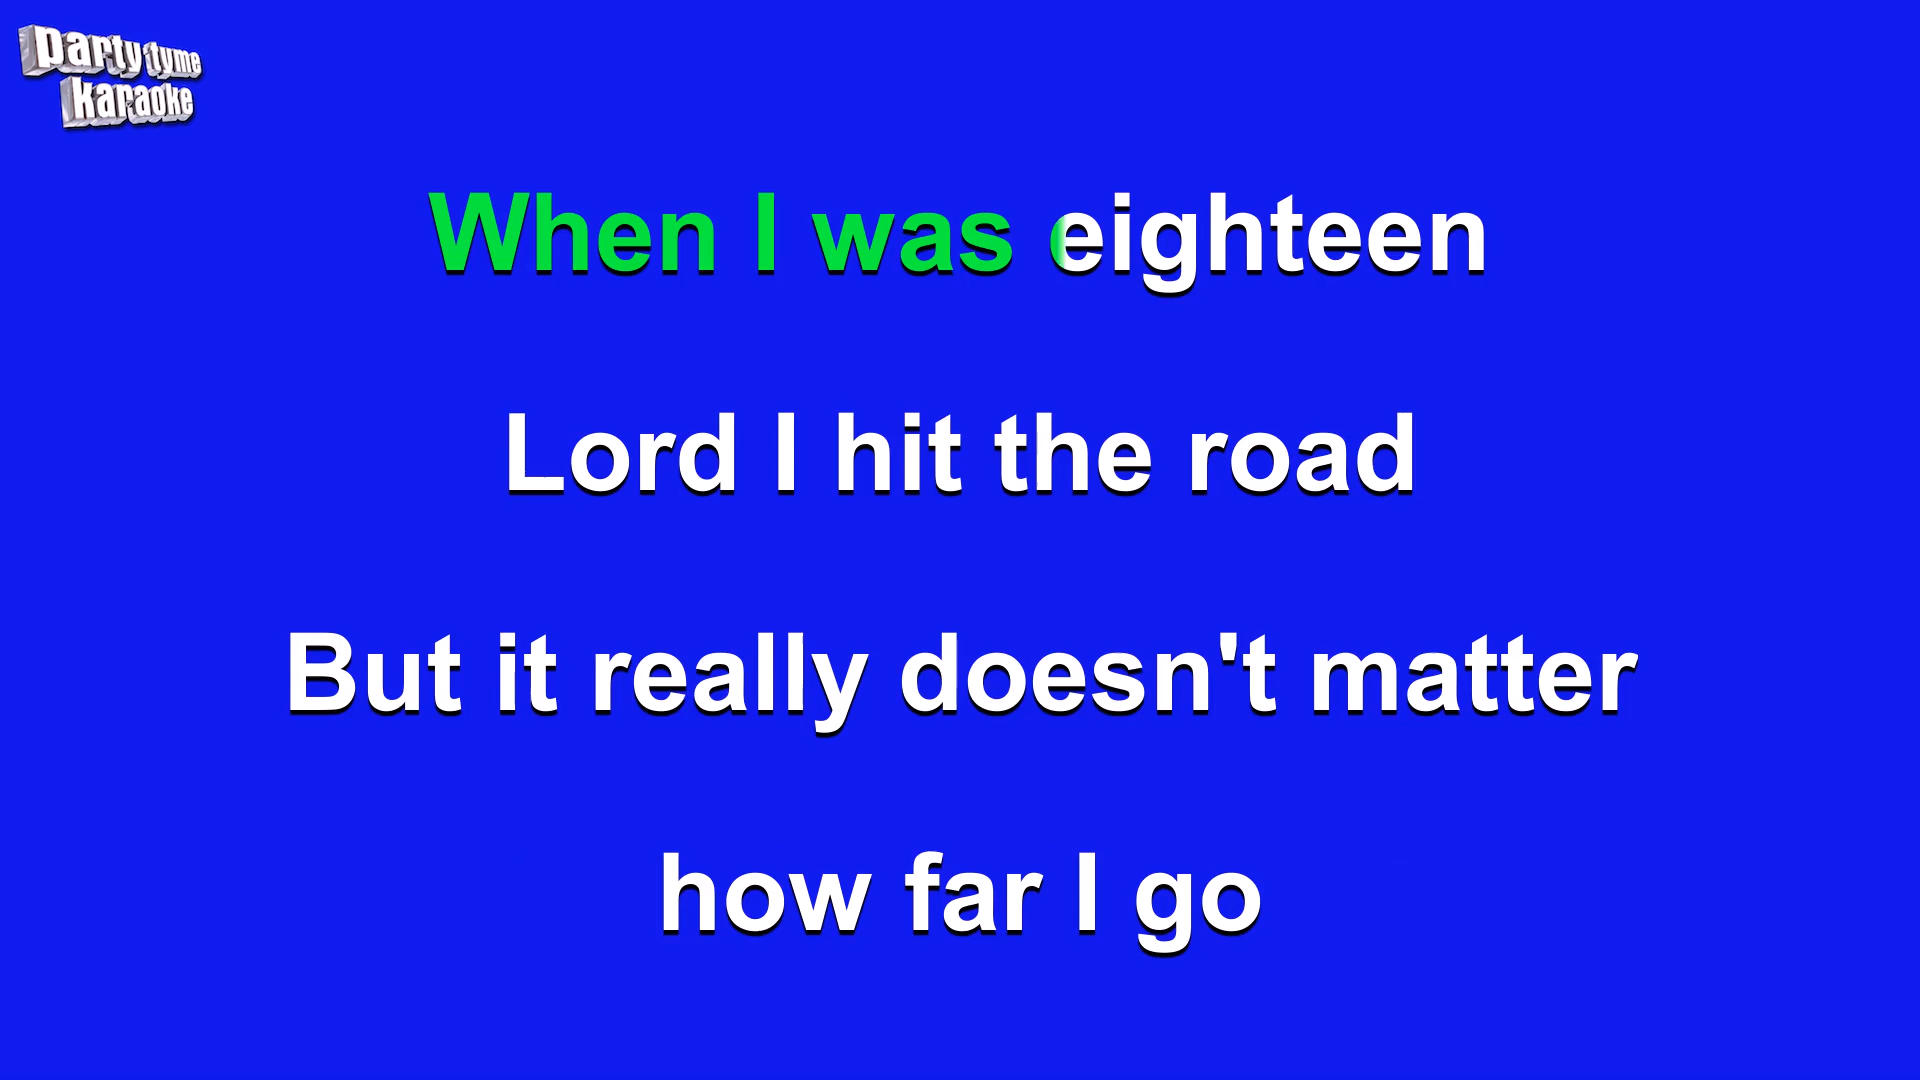 party tyme
karaoke
When I was eighteen
Lord I hit the road
But it really doesn't matter
how far I go